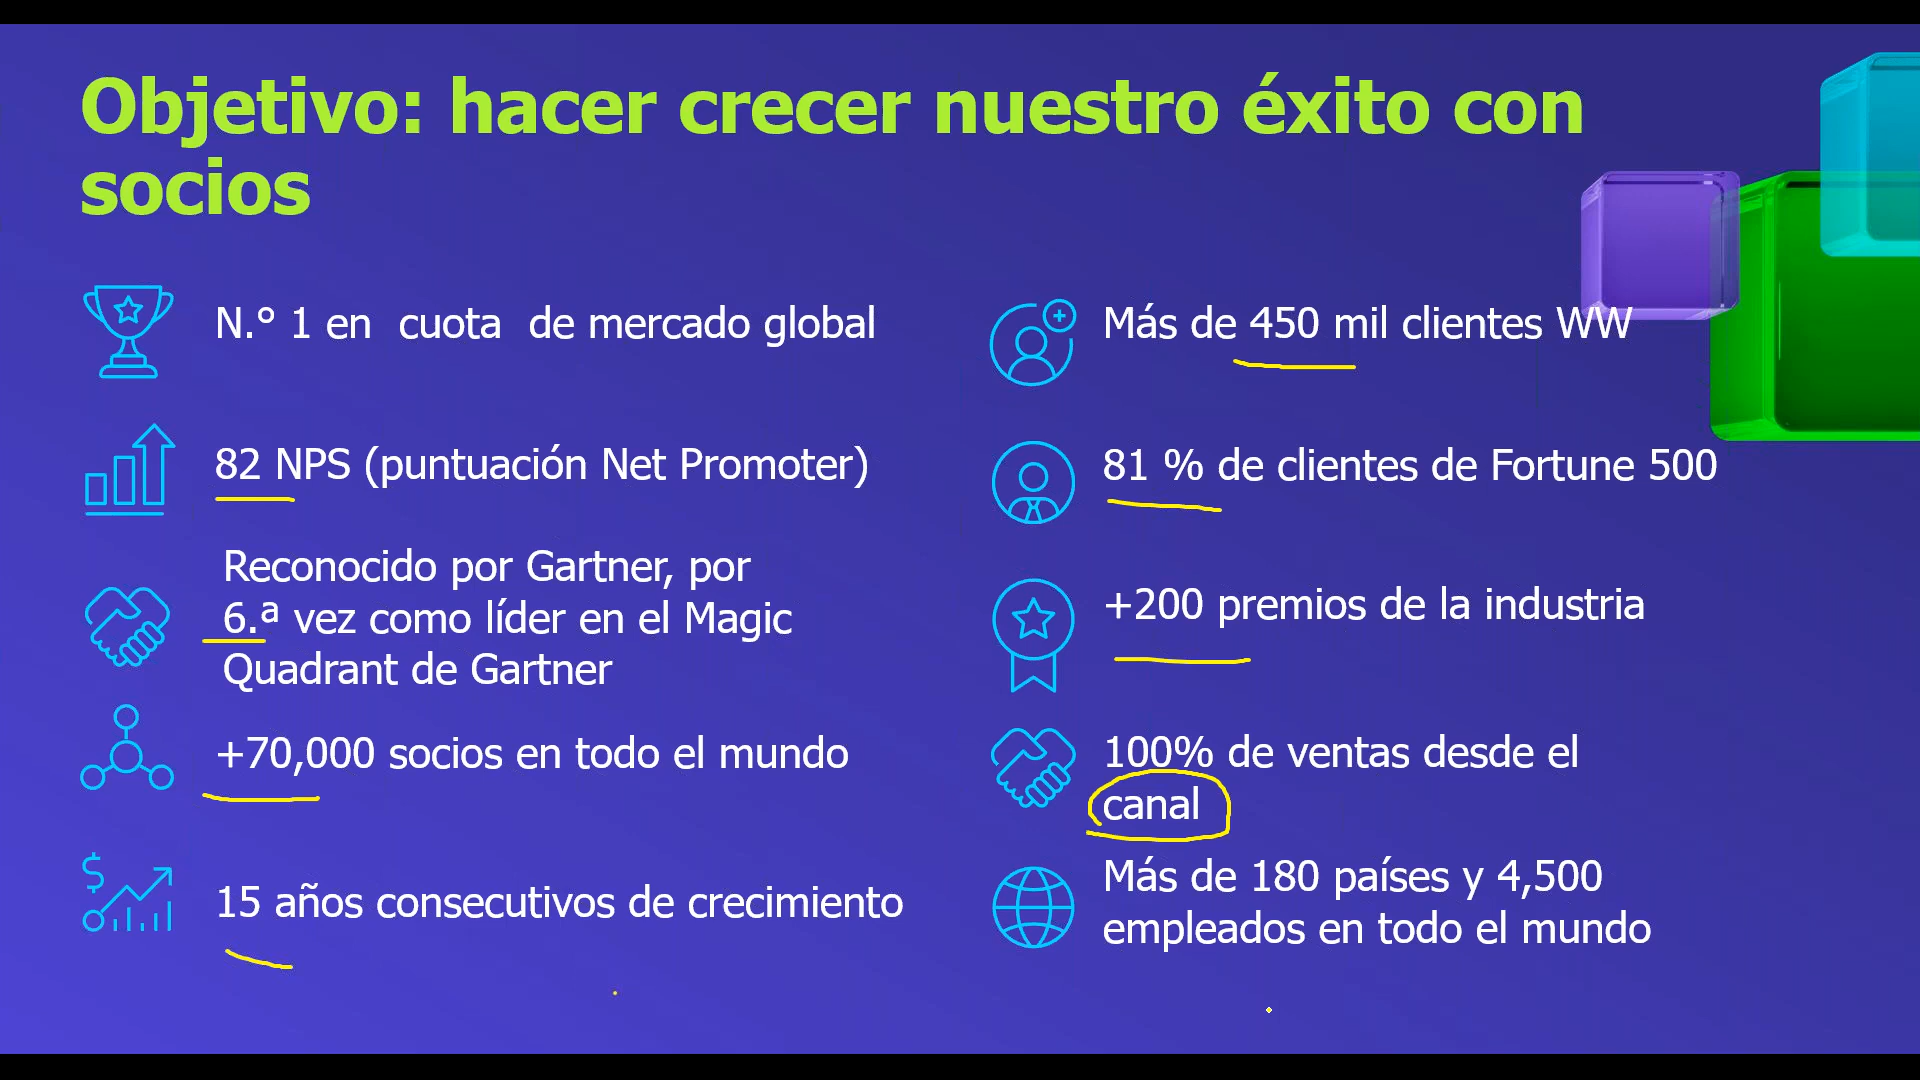 Objetivo: hacer crecer nuestro éxito con
socios
N.° 1 en cuota de mercado global
82 NPS (puntuación Net Promoter)
Reconocido por Gartner, por
6.ª vez como líder en el Magic
Quadrant de Gartner
+70,000 socios en todo el mundo
15 años consecutivos de crecimiento
Más de 450 mil clientes WW
81 % de clientes de Fortune 500
+200 premios de la industria
100% de ventas desde el
canal
Más de 180 países y 4,500
empleados en todo el mundo